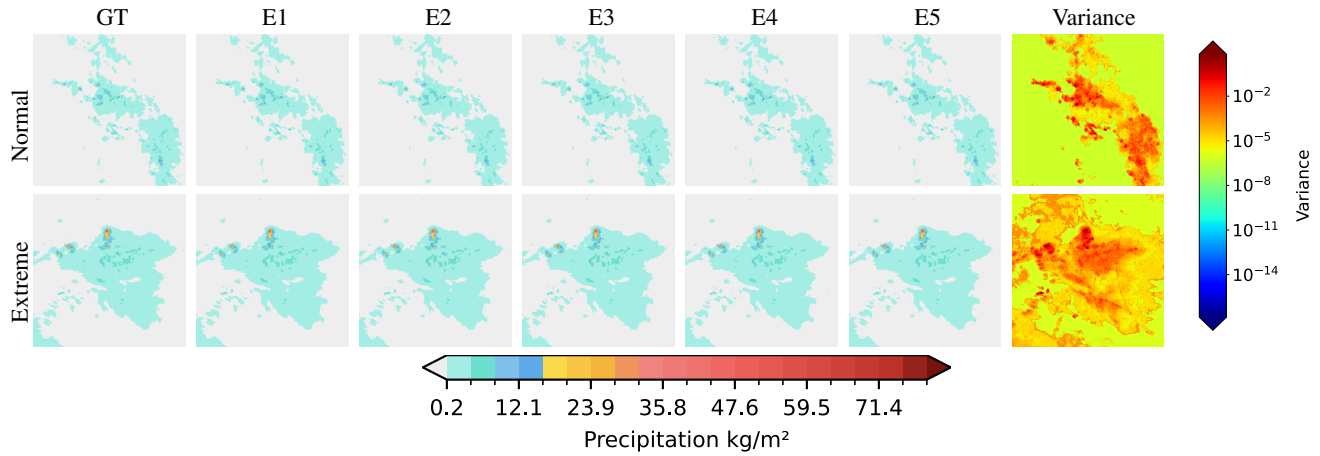 GT E1 E2 E3 E4 E5 Variance
Normal
Extreme
10⁻²
10⁻⁵
10⁻⁸
10⁻¹¹
10⁻¹⁴
Variance
0.2 12.1 23.9 35.8 47.6 59.5 71.4
Precipitation kg/m²